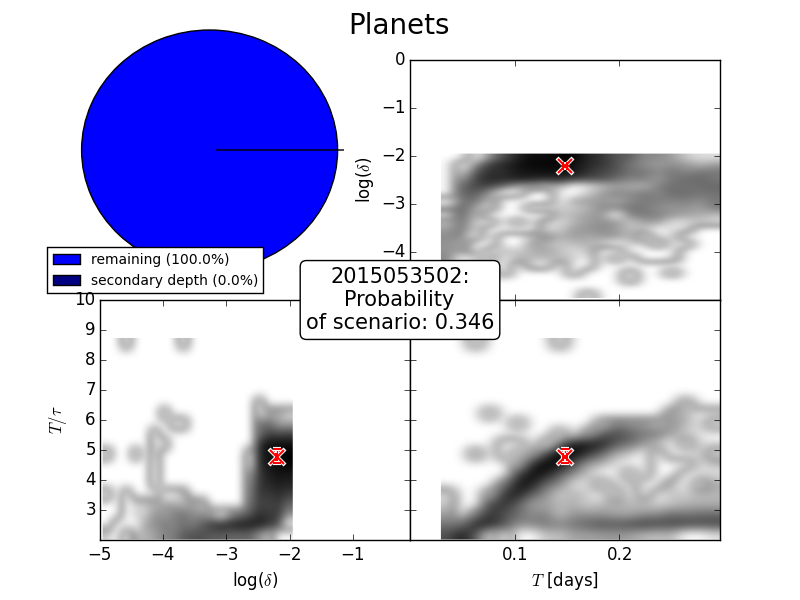 Planets
remaining (100.0%)
secondary depth (0.0%)
0
−1
−2
−3
−4
log(δ)
2015053502:
Probability
of scenario: 0.346
10
9
8
7
6
5
4
3
T/τ
−5
−4
−3
−2
−1
log(δ)
0.1
0.2
T [days]